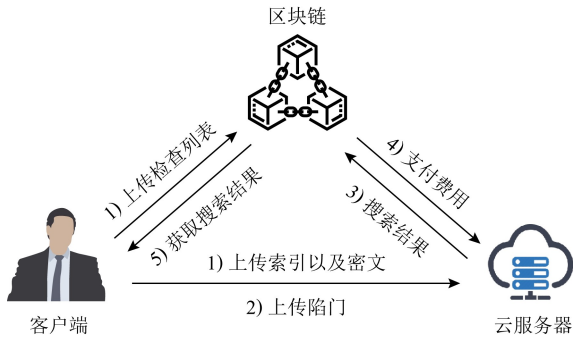 区块链
1) 上传检查列表
5) 获取搜索结果
4) 支付费用
3) 搜索结果
1) 上传索引以及密文
2) 上传陷门
客户端
云服务器